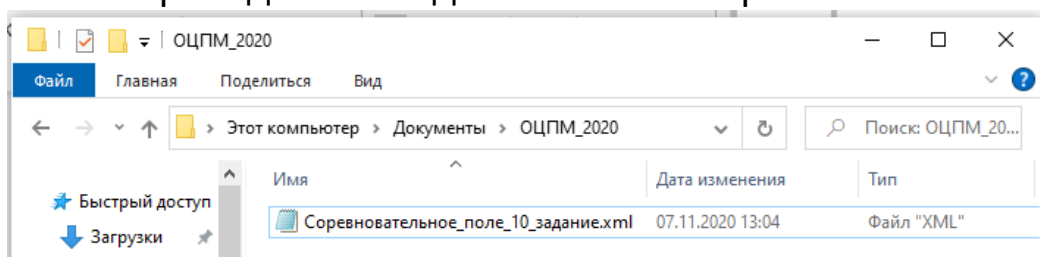 ОЦПМ_2020
Файл Главная Поделиться Вид
Этот компьютер > Документы > ОЦПМ_2020 Поиск: ОЦПМ_20...
Имя Дата изменения Тип
Быстрый доступ
Соревновательное_поле_10_задание.xml 07.11.2020 13:04 Файл "XML"
Загрузки